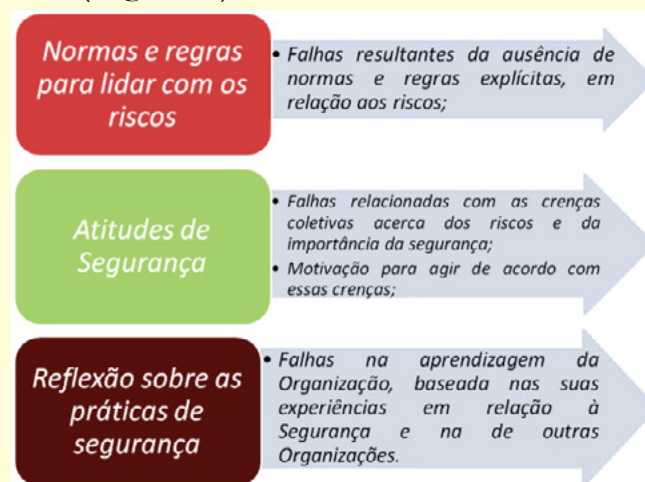 Normas e regras
para lidar com os
riscos
• Falhas resultantes da ausência de
normas e regras explícitas, em
relação aos riscos;
Atitudes de
Segurança
• Falhas relacionadas com as crenças
coletivas acerca dos riscos e da
importância da segurança;
• Motivação para agir de acordo com
essas crenças;
Reflexão sobre as
práticas de
segurança
• Falhas na aprendizagem da
Organização, baseada nas suas
experiências em relação à
Segurança e na de outras
Organizações.